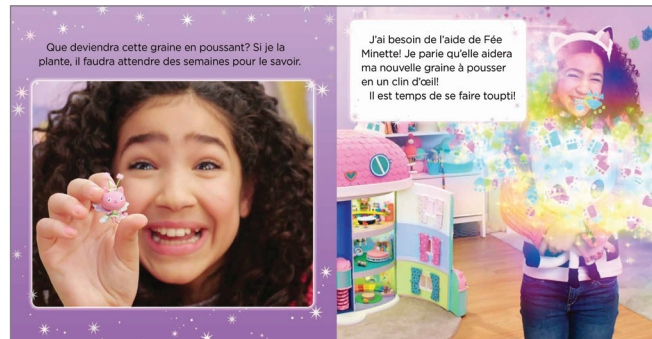 Que deviendra cette graine en poussant? Si je la
plante, il faudra attendre des semaines pour le savoir.
J'ai besoin de l'aide de Fée
Minette! Je parie qu'elle aidera
ma nouvelle graine à pousser
en un clin d'œil!
Il est temps de se faire toupti!